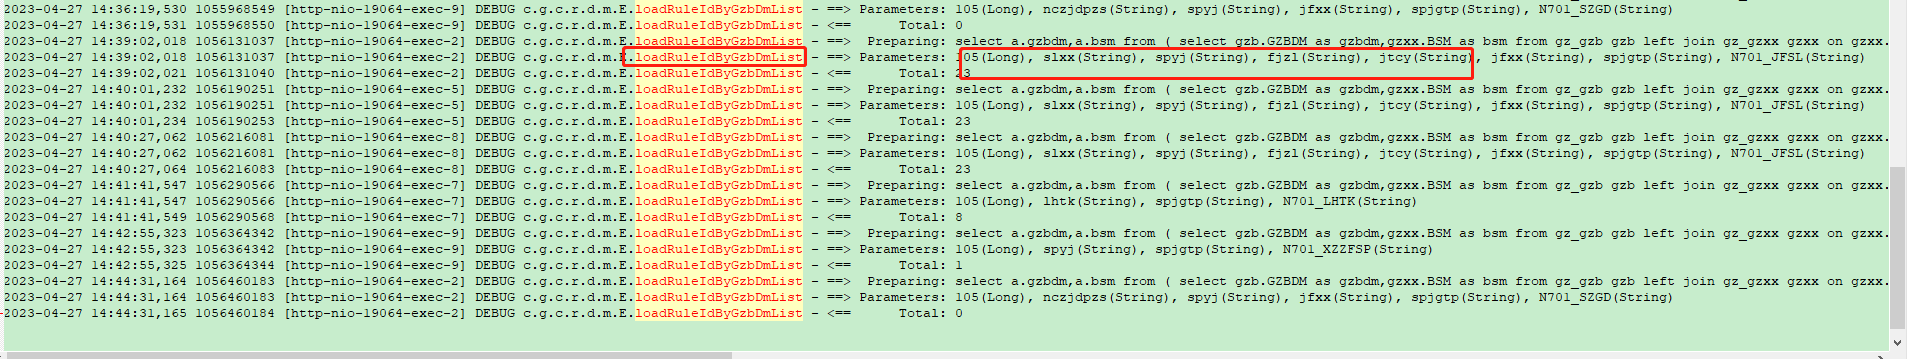 2023-04-27 14:36:19,530 1055968549 [http-nio-19064-exec-9] DEBUG c.g.c.r.d.m.E.loadRuleIdByGzbDmList - ==> Parameters: 105(Long), nczjdpzs(String), spyj(String), jfxx(String), spjgtp(String), N701_SZGD(String)
2023-04-27 14:36:19,531 1055968550 [http-nio-19064-exec-9] DEBUG c.g.c.r.d.m.E.loadRuleIdByGzbDmList - <== Total: 0
2023-04-27 14:39:02,018 1056131037 [http-nio-19064-exec-2] DEBUG c.g.c.r.d.m.E.loadRuleIdByGzbDmList - ==> Preparing: select a.gzbdm,a.bsm from ( select gzb.GZBDM as gzbdm,gzxx.BSM as bsm from gz_gzb gzb left join gz_gzxx gzxx on gzxx.
2023-04-27 14:39:02,018 1056131037 [http-nio-19064-exec-2] DEBUG c.g.c.r.d.m.E.loadRuleIdByGzbDmList - ==> Parameters: 105(Long), slxx(String), spyj(String), fjzl(String), jtcy(String), jfxx(String), spjgtp(String), N701_JFSL(String)
2023-04-27 14:39:02,021 1056131040 [http-nio-19064-exec-2] DEBUG c.g.c.r.d.m.E.loadRuleIdByGzbDmList - <== Total: 23
2023-04-27 14:40:01,232 1056190251 [http-nio-19064-exec-5] DEBUG c.g.c.r.d.m.E.loadRuleIdByGzbDmList - ==> Preparing: select a.gzbdm,a.bsm from ( select gzb.GZBDM as gzbdm,gzxx.BSM as bsm from gz_gzb gzb left join gz_gzxx gzxx on gzxx.
2023-04-27 14:40:01,232 1056190251 [http-nio-19064-exec-5] DEBUG c.g.c.r.d.m.E.loadRuleIdByGzbDmList - ==> Parameters: 105(Long), slxx(String), spyj(String), fjzl(String), jtcy(String), jfxx(String), spjgtp(String), N701_JFSL(String)
2023-04-27 14:40:01,234 1056190253 [http-nio-19064-exec-5] DEBUG c.g.c.r.d.m.E.loadRuleIdByGzbDmList - <== Total: 23
2023-04-27 14:40:27,062 1056216081 [http-nio-19064-exec-8] DEBUG c.g.c.r.d.m.E.loadRuleIdByGzbDmList - ==> Preparing: select a.gzbdm,a.bsm from ( select gzb.GZBDM as gzbdm,gzxx.BSM as bsm from gz_gzb gzb left join gz_gzxx gzxx on gzxx.
2023-04-27 14:40:27,062 1056216081 [http-nio-19064-exec-8] DEBUG c.g.c.r.d.m.E.loadRuleIdByGzbDmList - ==> Parameters: 105(Long), slxx(String), spyj(String), fjzl(String), jtcy(String), jfxx(String), spjgtp(String), N701_JFSL(String)
2023-04-27 14:40:27,064 1056216083 [http-nio-19064-exec-8] DEBUG c.g.c.r.d.m.E.loadRuleIdByGzbDmList - <== Total: 23
2023-04-27 14:41:41,547 1056290566 [http-nio-19064-exec-7] DEBUG c.g.c.r.d.m.E.loadRuleIdByGzbDmList - ==> Preparing: select a.gzbdm,a.bsm from ( select gzb.GZBDM as gzbdm,gzxx.BSM as bsm from gz_gzb gzb left join gz_gzxx gzxx on gzxx.
2023-04-27 14:41:41,547 1056290566 [http-nio-19064-exec-7] DEBUG c.g.c.r.d.m.E.loadRuleIdByGzbDmList - ==> Parameters: 105(Long), lhtk(String), spjgtp(String), N701_LHTK(String)
2023-04-27 14:41:41,549 1056290568 [http-nio-19064-exec-7] DEBUG c.g.c.r.d.m.E.loadRuleIdByGzbDmList - <== Total: 8
2023-04-27 14:42:55,323 1056364342 [http-nio-19064-exec-9] DEBUG c.g.c.r.d.m.E.loadRuleIdByGzbDmList - ==> Preparing: select a.gzbdm,a.bsm from ( select gzb.GZBDM as gzbdm,gzxx.BSM as bsm from gz_gzb gzb left join gz_gzxx gzxx on gzxx.
2023-04-27 14:42:55,323 1056364342 [http-nio-19064-exec-9] DEBUG c.g.c.r.d.m.E.loadRuleIdByGzbDmList - ==> Parameters: 105(Long), spyj(String), spjgtp(String), N701_XZZFSP(String)
2023-04-27 14:42:55,325 1056364344 [http-nio-19064-exec-9] DEBUG c.g.c.r.d.m.E.loadRuleIdByGzbDmList - <== Total: 1
2023-04-27 14:44:31,164 1056460183 [http-nio-19064-exec-2] DEBUG c.g.c.r.d.m.E.loadRuleIdByGzbDmList - ==> Preparing: select a.gzbdm,a.bsm from ( select gzb.GZBDM as gzbdm,gzxx.BSM as bsm from gz_gzb gzb left join gz_gzxx gzxx on gzxx.
2023-04-27 14:44:31,164 1056460183 [http-nio-19064-exec-2] DEBUG c.g.c.r.d.m.E.loadRuleIdByGzbDmList - ==> Parameters: 105(Long), nczjdpzs(String), spyj(String), jfxx(String), spjgtp(String), N701_SZGD(String)
2023-04-27 14:44:31,165 1056460184 [http-nio-19064-exec-2] DEBUG c.g.c.r.d.m.E.loadRuleIdByGzbDmList - <== Total: 0